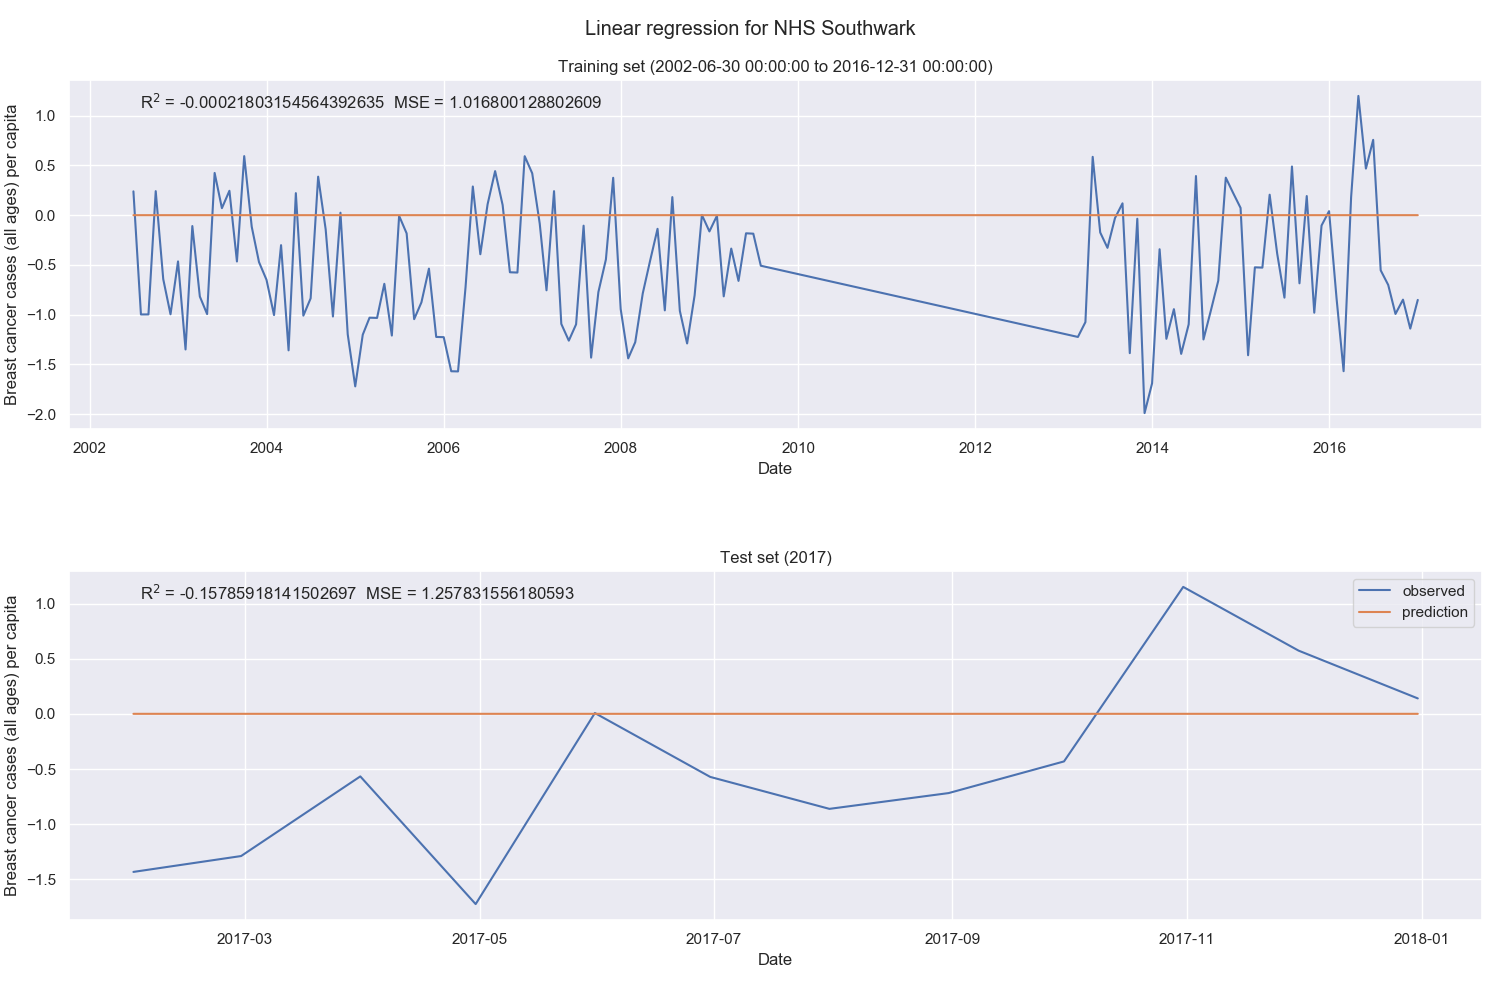 Linear regression for NHS Southwark
Training set (2002-06-30 00:00:00 to 2016-12-31 00:00:00)
R² = -0.00021803154564392635  MSE = 1.016800128802609
Breast cancer cases (all ages) per capita
1.0
0.5
0.0
−0.5
−1.0
−1.5
−2.0
2002 2004 2006 2008 2010 2012 2014 2016
Date
Test set (2017)
R² = -0.15785918141502697  MSE = 1.257831556180593
observed
prediction
Breast cancer cases (all ages) per capita
1.0
0.5
0.0
−0.5
−1.0
−1.5
2017-03 2017-05 2017-07 2017-09 2017-11 2018-01
Date